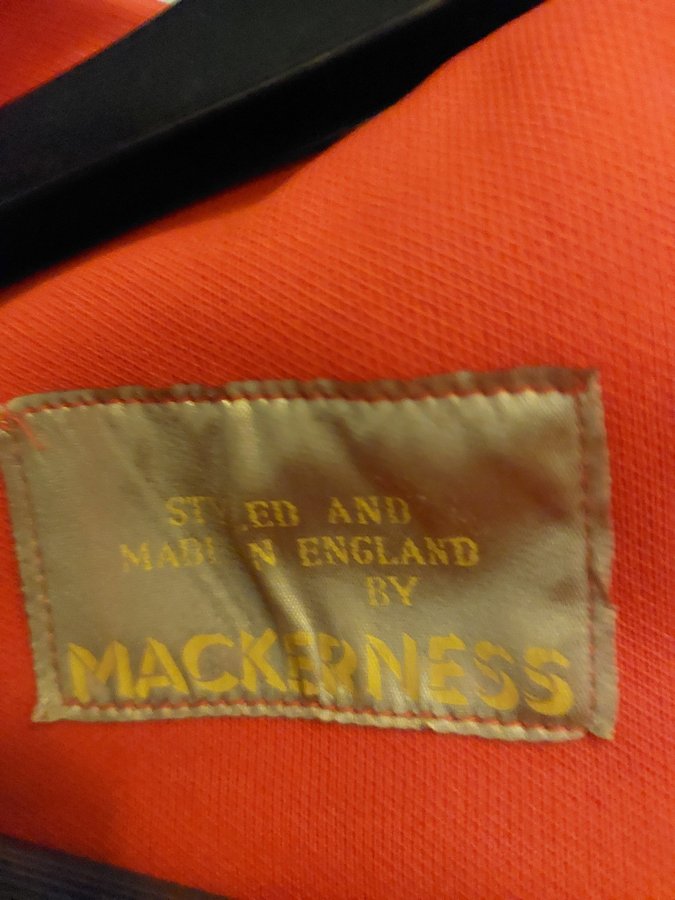 STYLED AND
MADE IN ENGLAND
BY
MACKERNESS